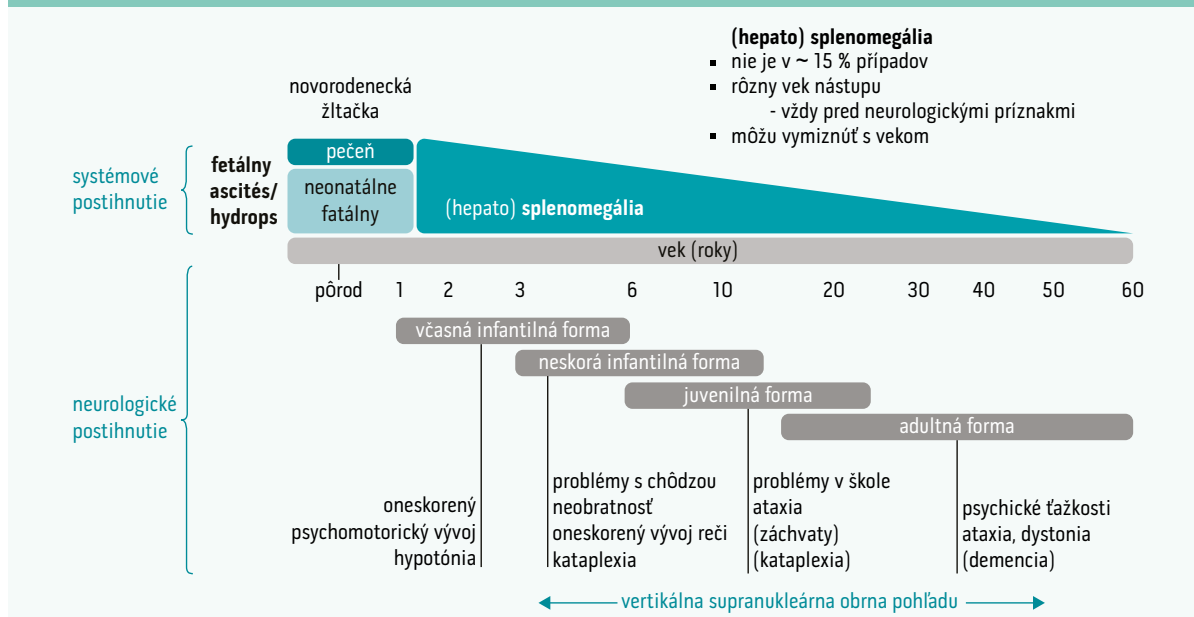 (hepato) splenomegália
▪ nie je v ~ 15 % případov
▪ rôzny vek nástupu
- vždy pred neurologickými príznakmi
▪ môžu vymiznúť s vekom
novorodenecká
žltačka
systémové
postihnutie
fetálny
ascités/
hydrops
pečeň
neonatálne
fatálny
(hepato) splenomegália
vek (roky)
pôrod 1 2 3 6 10 20 30 40 50 60
včasná infantilná forma
neskorá infantilná forma
juvenilná forma
adultná forma
neurologické
postihnutie
oneskorený
psychomotorický vývoj
hypotónia
problémy s chôdzou
neobratnosť
oneskorený vývoj reči
kataplexia
problémy v škole
ataxia
(záchvaty)
(kataplexia)
psychické ťažkosti
ataxia, dystonia
(demencia)
vertikálna supranukleárna obrna pohľadu